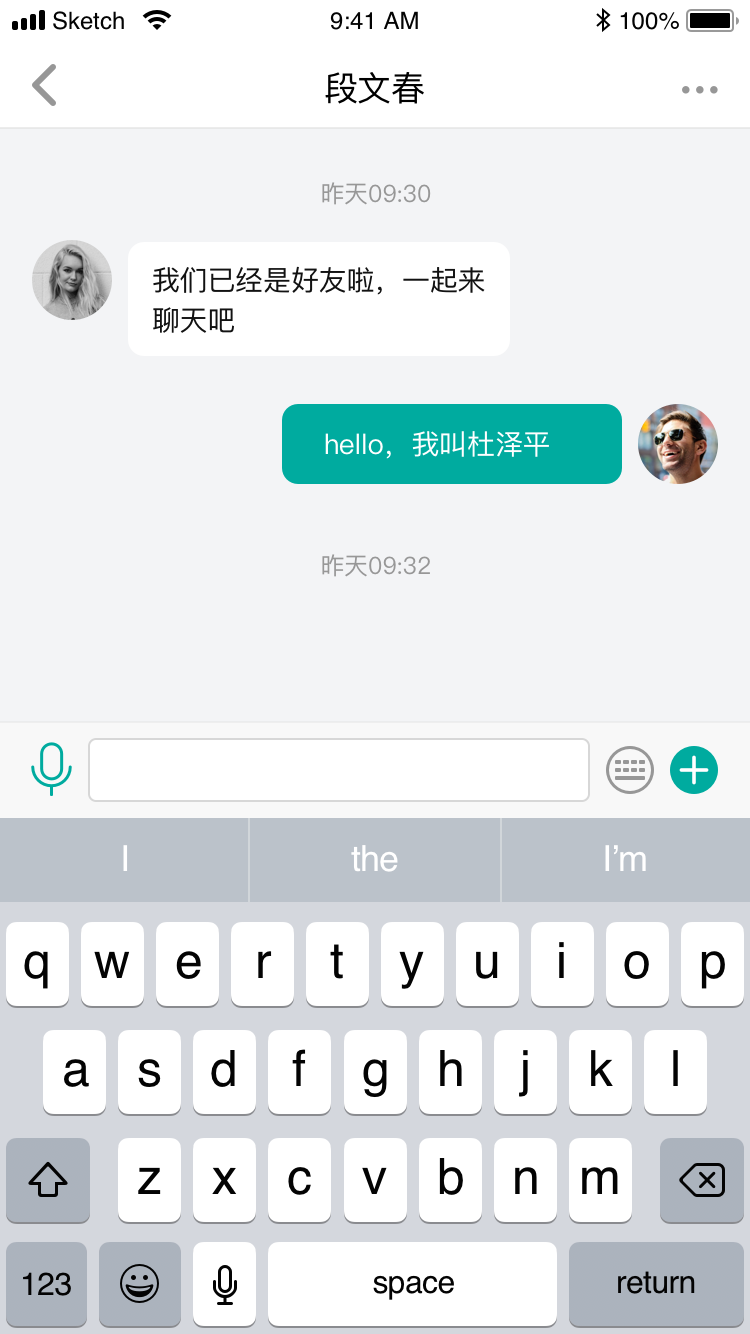 Sketch 9:41 AM 100%
段文春
昨天09:30
我们已经是好友啦，一起来
聊天吧
hello，我叫杜泽平
昨天09:32
I the I'm
q w e r t y u i o p
a s d f g h j k l
z x c v b n m
123 space return